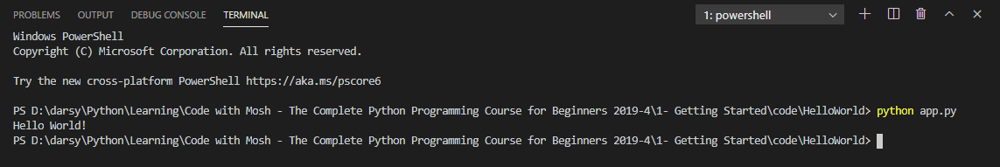 PROBLEMS OUTPUT DEBUG CONSOLE TERMINAL 1: powershell
Windows PowerShell
Copyright (C) Microsoft Corporation. All rights reserved.
Try the new cross-platform PowerShell https://aka.ms/pscore6
PS D:\darsy\Python\Learning\Code with Mosh - The Complete Python Programming Course for Beginners 2019-4\1- Getting Started\code\HelloWorld> python app.py
Hello World!
PS D:\darsy\Python\Learning\Code with Mosh - The Complete Python Programming Course for Beginners 2019-4\1- Getting Started\code\HelloWorld>